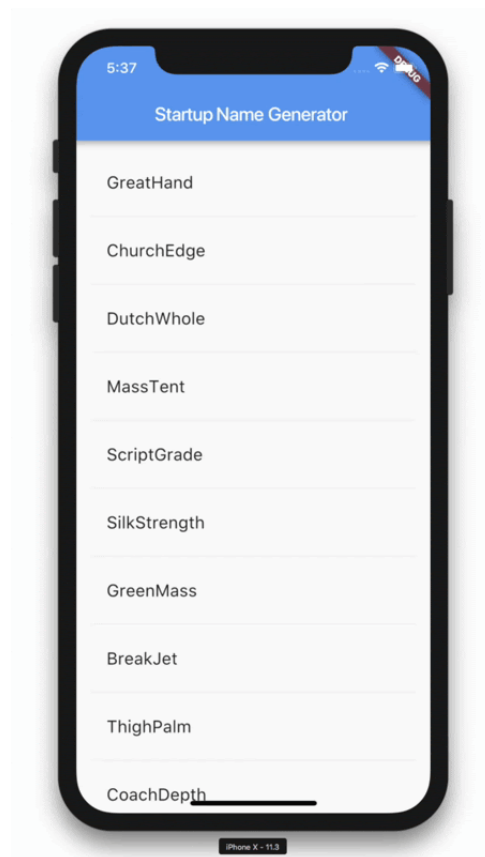 5:37
DEBUG
Startup Name Generator
GreatHand
ChurchEdge
DutchWhole
MassTent
ScriptGrade
SilkStrength
GreenMass
BreakJet
ThighPalm
CoachDepth
iPhone X - 11.3